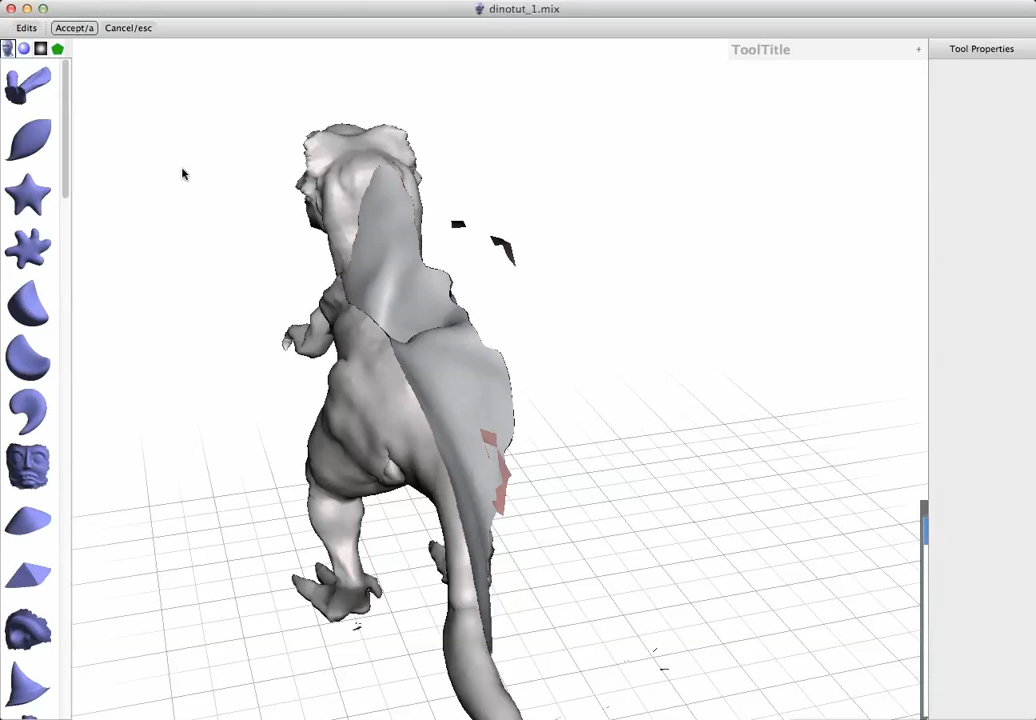 dinotut_1.mix
Edits Accept/a Cancel/esc
ToolTitle +
Tool Properties